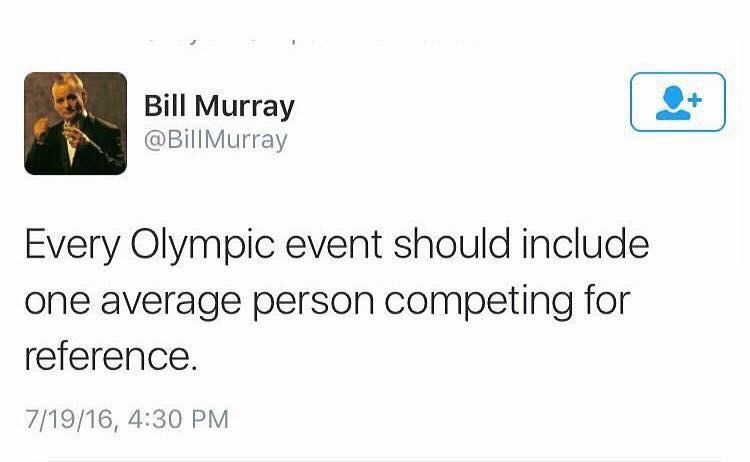 Bill Murray
@BillMurray
Every Olympic event should include
one average person competing for
reference.
7/19/16, 4:30 PM